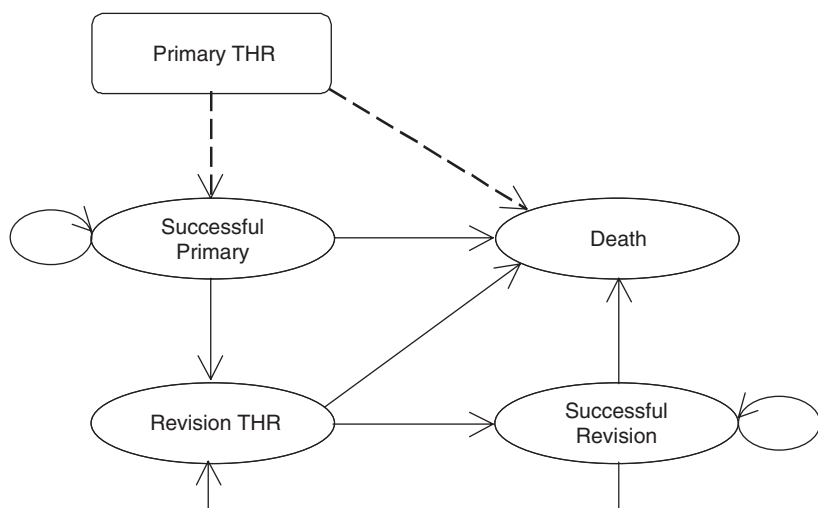 Primary THR
Successful
Primary
Death
Revision THR
Successful
Revision